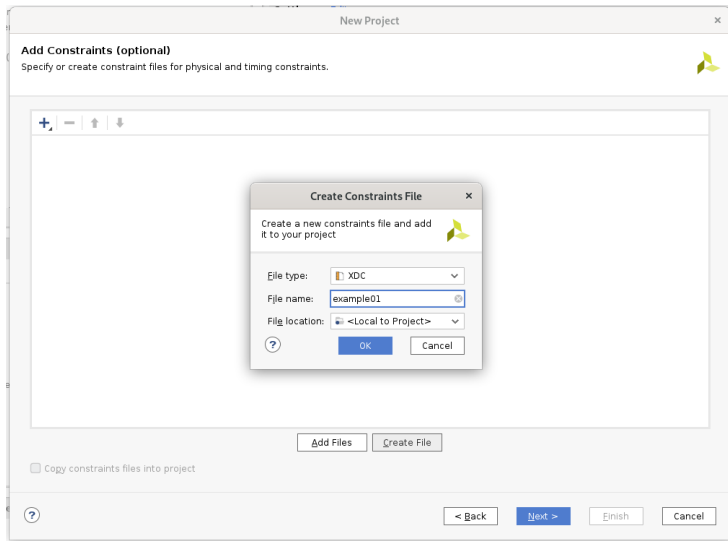 New Project
Add Constraints (optional)
Specify or create constraint files for physical and timing constraints.
Create Constraints File
Create a new constraints file and add
it to your project
File type: XDC
File name: example01
File location: <Local to Project>
OK Cancel
Add Files Create File
Copy constraints files into project
< Back Next > Finish Cancel